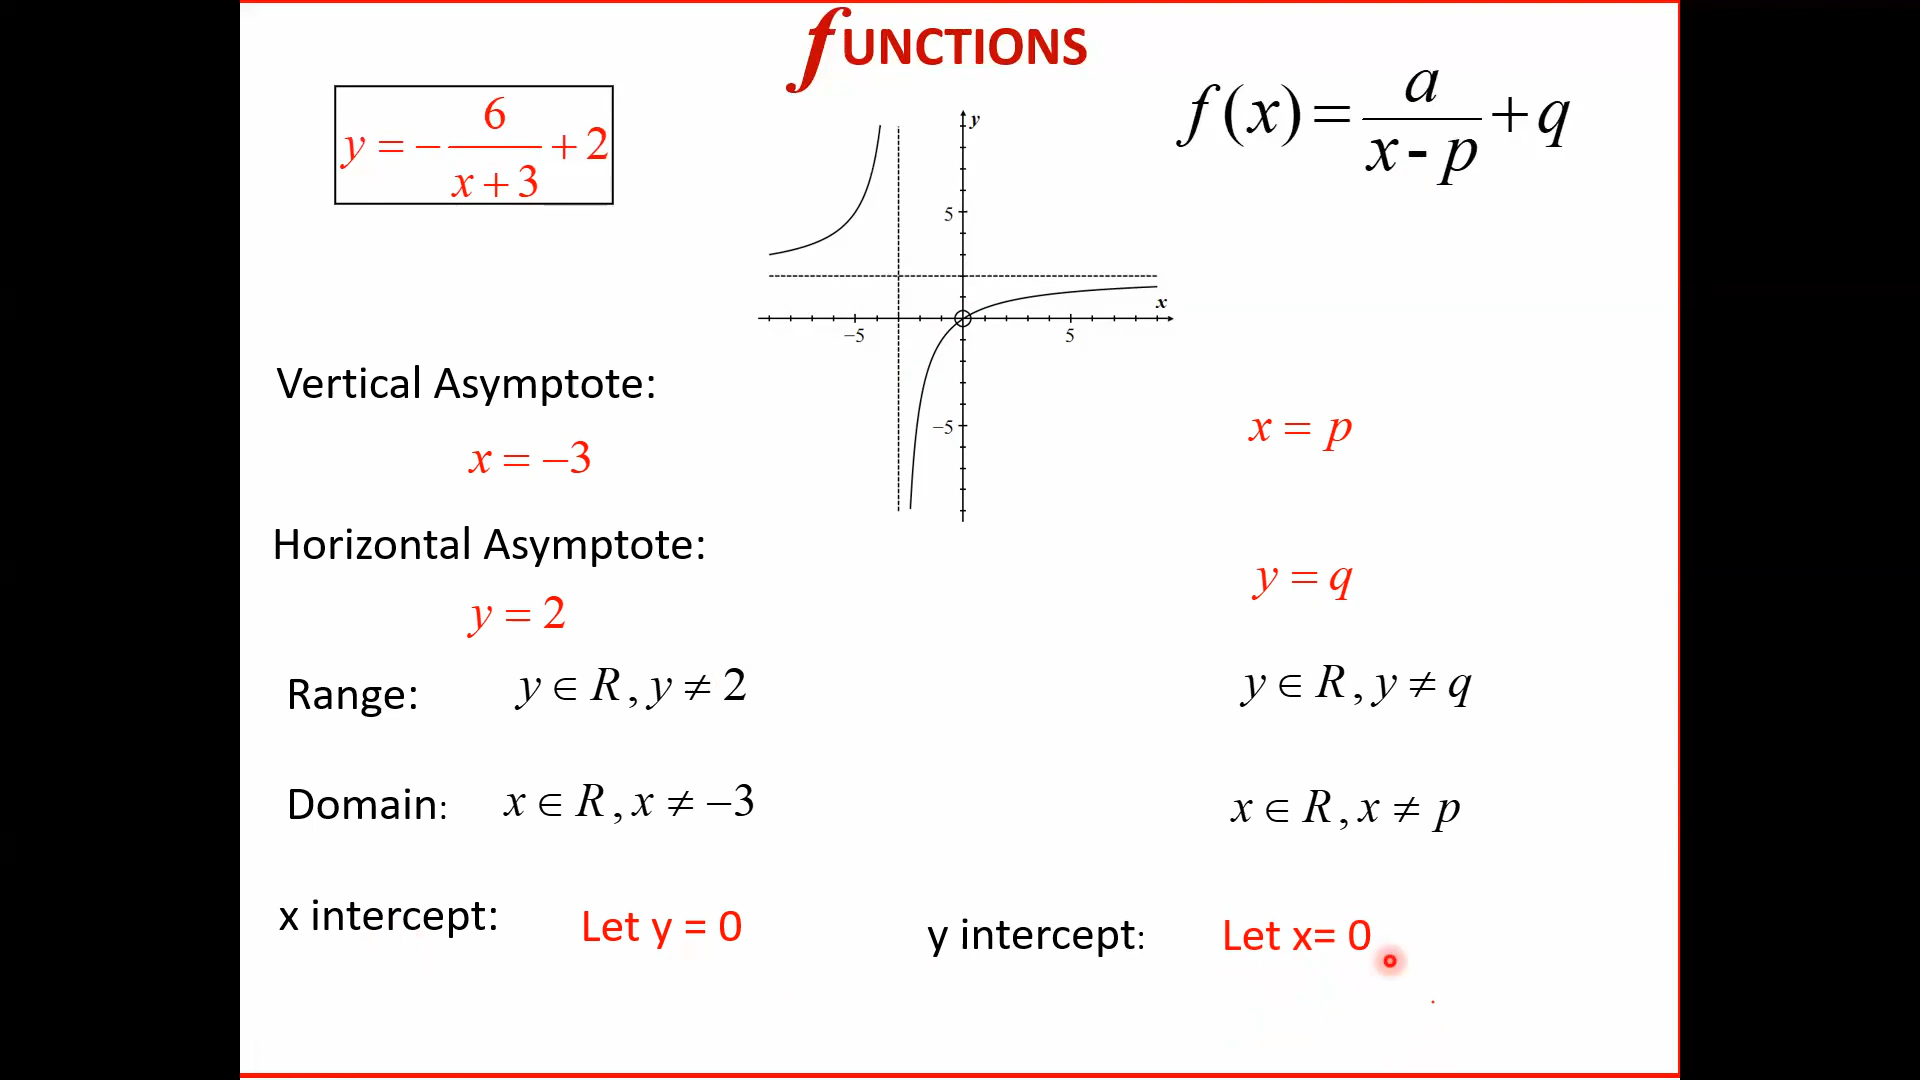 fUNCTIONS
y = -6/(x+3) + 2
f(x) = a/(x-p) + q
y
5
x
-5 5
-5
Vertical Asymptote:
x = -3
x = p
Horizontal Asymptote:
y = q
y = 2
Range: y ∈ R, y ≠ 2
y ∈ R, y ≠ q
Domain: x ∈ R, x ≠ -3
x ∈ R, x ≠ p
x intercept: Let y = 0
y intercept: Let x= 0